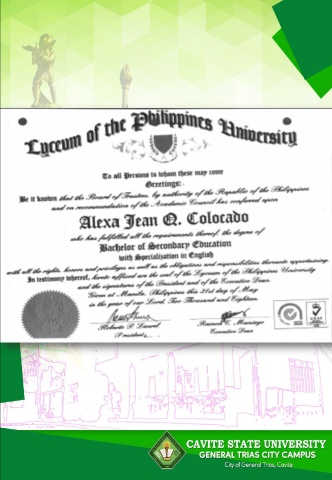 Lyceum of the Philippines University
To all Persons to whom these may come
Greetings:-
Be it known that the Board of Trustees, by authority of the Republic of the Philippines
and on recommendation of the Academic Council has conferred upon
Alexa Jean Q. Colocado
who has fulfilled all the requirements thereof, the degree of
Bachelor of Secondary Education
with Specialization in English
with all the rights, honors and privileges as well as the obligations and responsibilities thereunto appertaining.
In testimony whereof, hereto affixed are the seal of the Lyceum of the Philippines University
and the signatures of the President and of the Executive Dean.
Given at Manila, Philippines this 31st day of May
in the year of our Lord, Two Thousand and Eighteen
Roberto P. Laurel
President
Executive Dean
CAVITE STATE UNIVERSITY
GENERAL TRIAS CITY CAMPUS
City of General Trias, Cavite